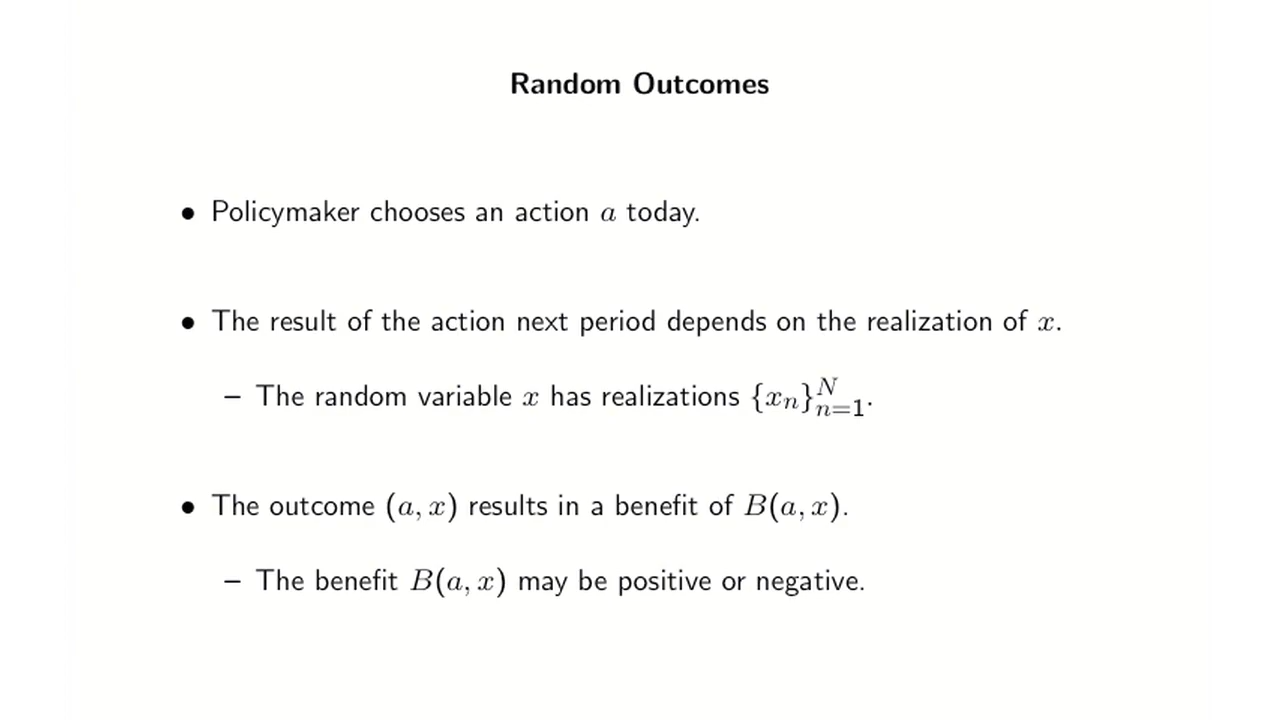 Random Outcomes
• Policymaker chooses an action a today.
• The result of the action next period depends on the realization of x.
– The random variable x has realizations {xₙ}ᴺₙ₌₁.
• The outcome (a, x) results in a benefit of B(a, x).
– The benefit B(a, x) may be positive or negative.